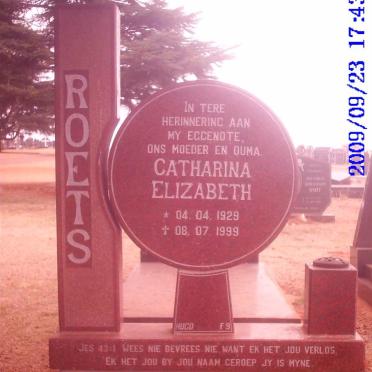 ROETS
IN TERE
HERINNERING AAN
MY EGGENOTE,
ONS MOEDER EN OUMA.
CATHARINA
ELIZABETH
* 04. 04. 1929
† 08. 07. 1999
HUGO F9
JES 43:1 WEES NIE BEVREES NIE WANT EK HET JOU VERLOS,
EK HET JOU BY JOU NAAM GEROEP, JY IS MYNE
2009/09/23 17:43